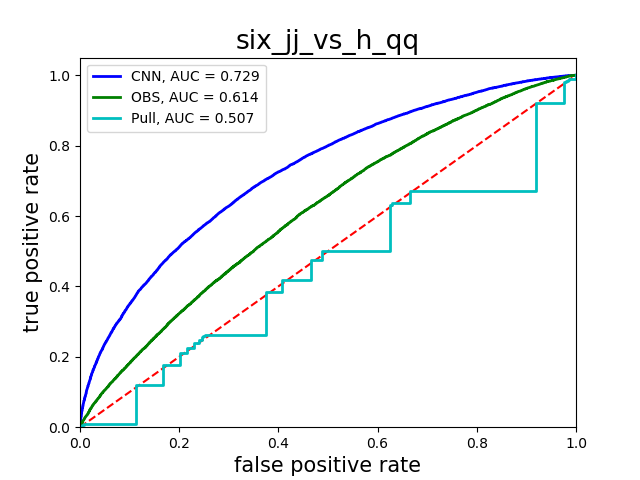 six_jj_vs_h_qq
CNN, AUC = 0.729
OBS, AUC = 0.614
Pull, AUC = 0.507
true positive rate
1.0
0.8
0.6
0.4
0.2
0.0
0.0 0.2 0.4 0.6 0.8 1.0
false positive rate